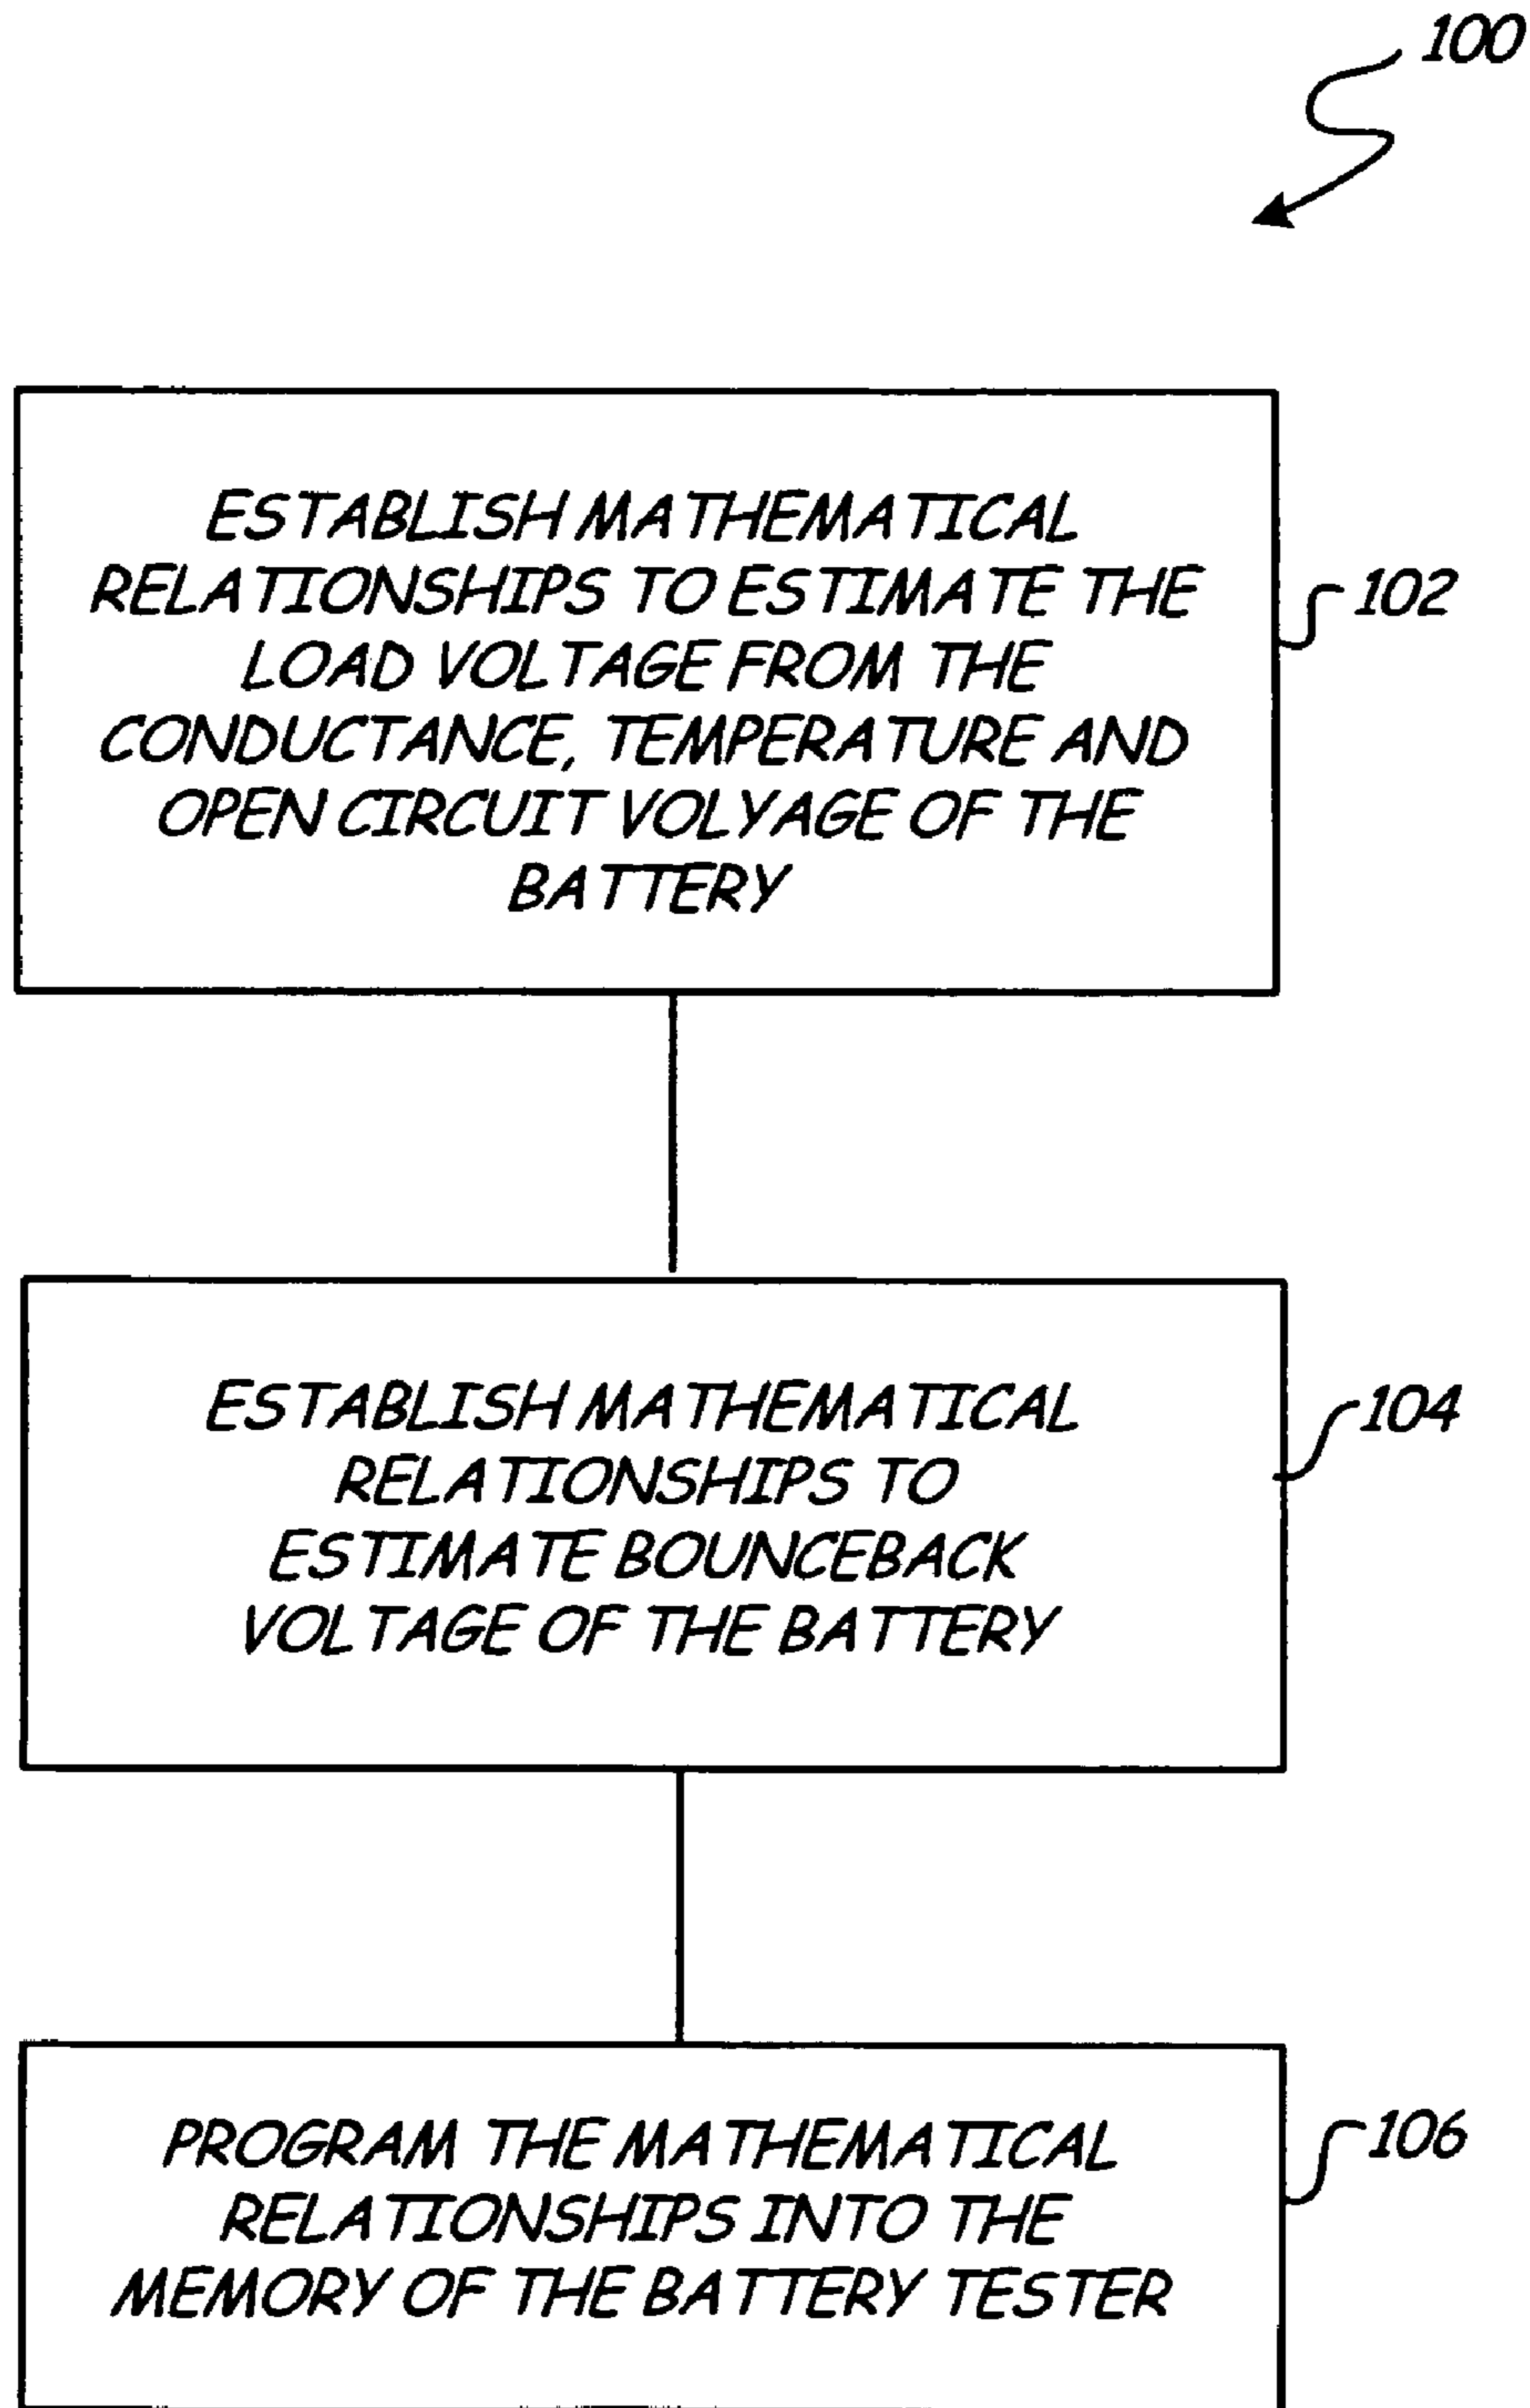 100
ESTABLISH MATHEMATICAL
RELATIONSHIPS TO ESTIMATE THE
LOAD VOLTAGE FROM THE
CONDUCTANCE, TEMPERATURE AND
OPEN CIRCUIT VOLYAGE OF THE
BATTERY
102
ESTABLISH MATHEMATICAL
RELATIONSHIPS TO
ESTIMATE BOUNCEBACK
VOLTAGE OF THE BATTERY
104
PROGRAM THE MATHEMATICAL
RELATIONSHIPS INTO THE
MEMORY OF THE BATTERY TESTER
106